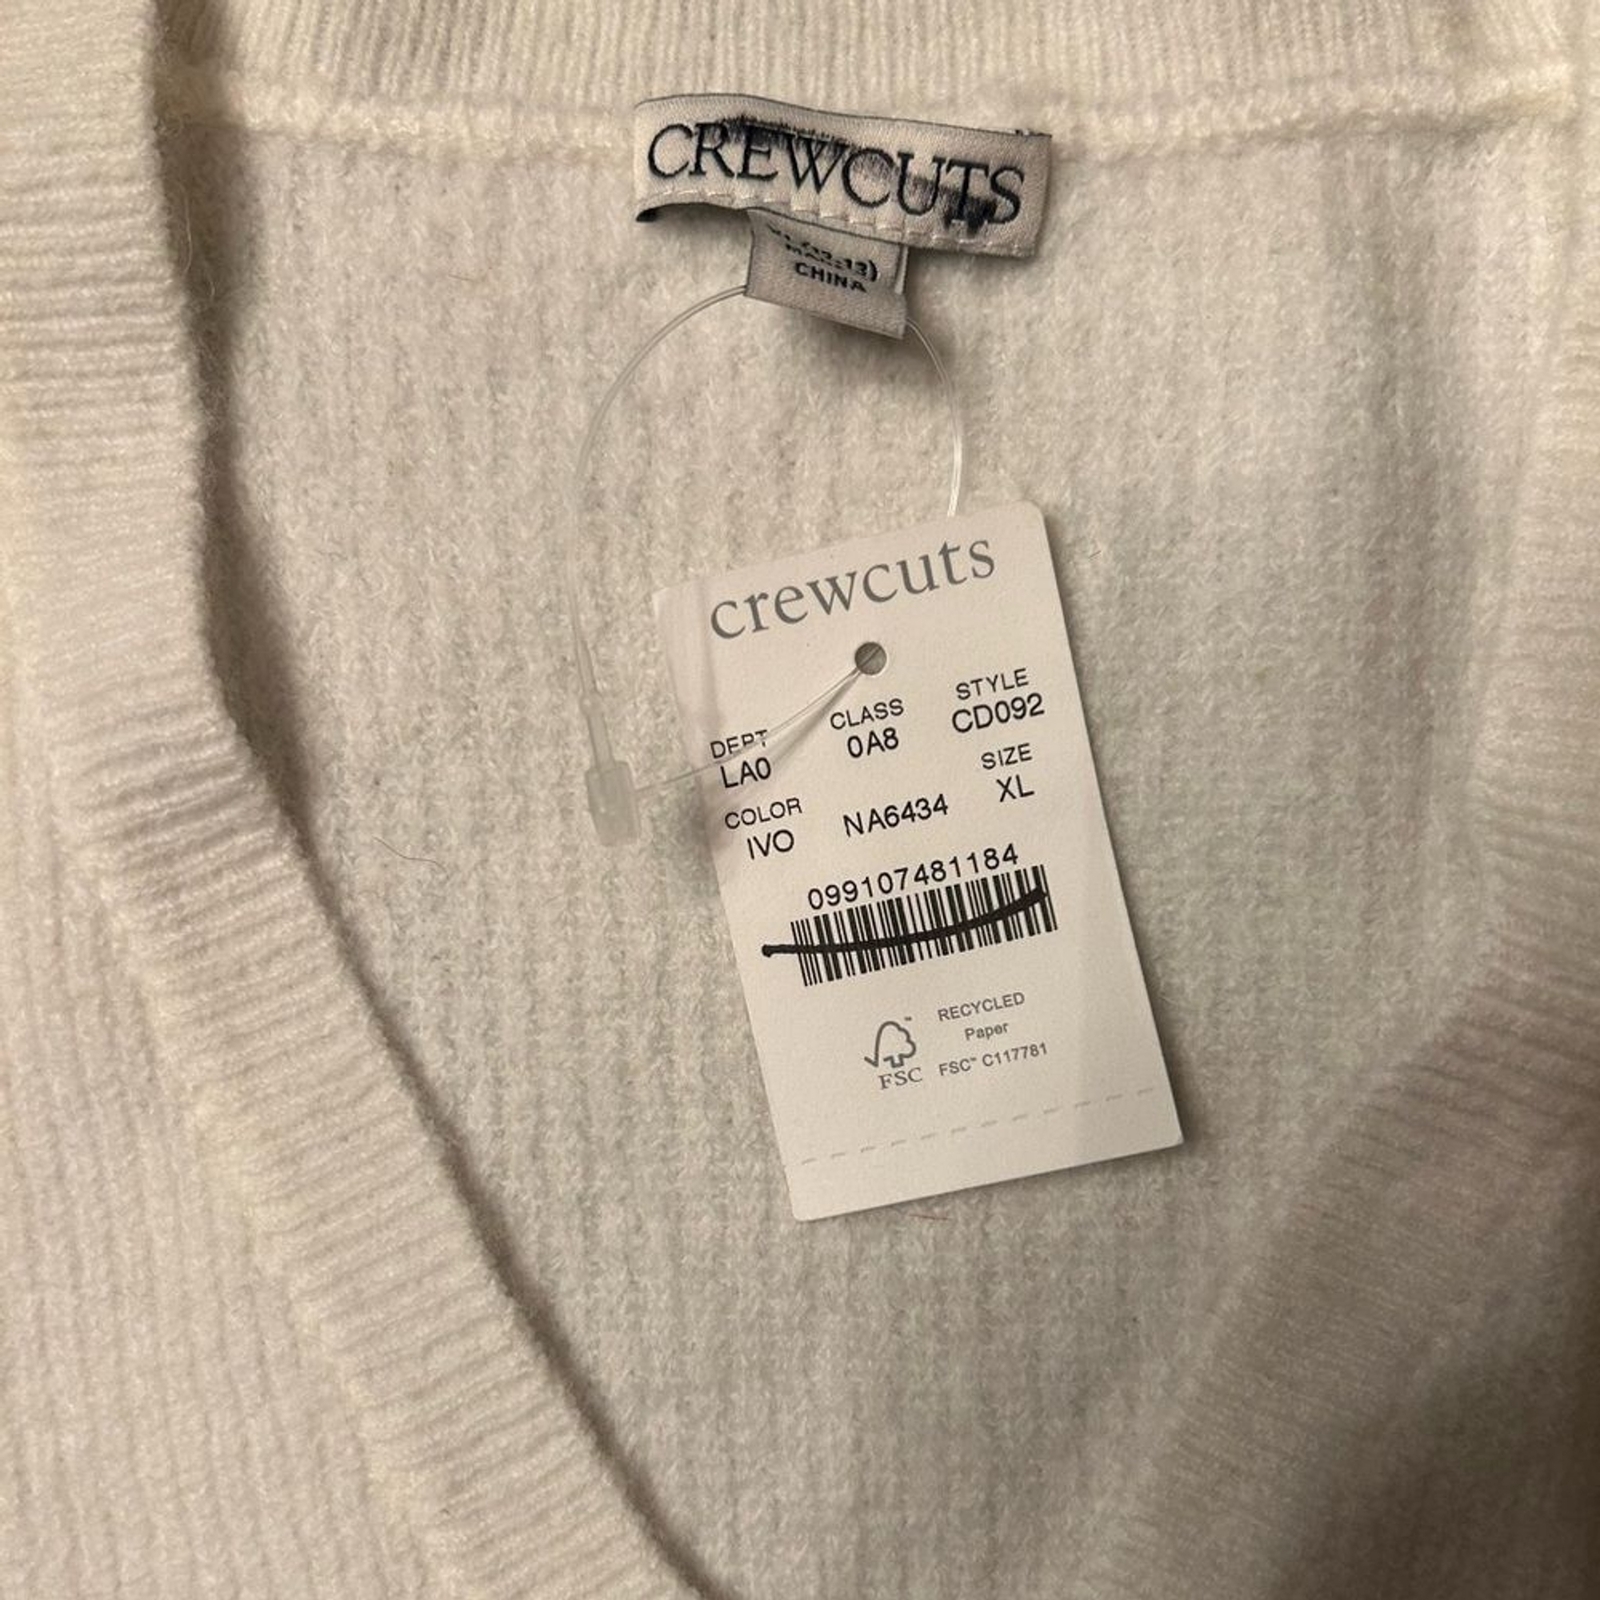 CREWCUTS
CHINA
crewcuts
DEPT CLASS STYLE
LA0 0A8 CD092
COLOR SIZE
IVO NA6434 XL
099107481184
FSC
RECYCLED
Paper
FSC™ C117781